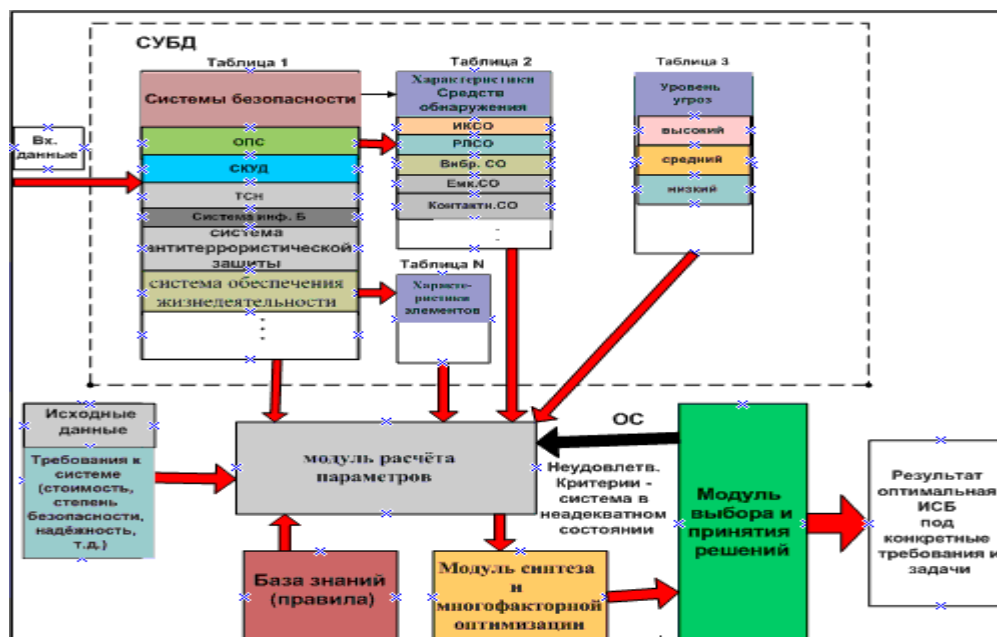 СУБД
Таблица 1
Системы безопасности
ОПС
СКУД
ТСН
Система инф. Б
система
антитеррористической
защиты
система обеспечения
жизнедеятельности
Таблица 2
Характеристики
Средств
обнаружения
ИКСО
РЛСО
Вибр. СО
Емк.СО
Контактн.СО
Таблица 3
Уровень
угроз
высокий
средний
низкий
Таблица N
Характе-
ристики
элементов
Вх.
данные
Исходные
данные
Требования к
системе
(стоимость,
степень
безопасности,
надёжность,
т.д.)
модуль расчёта
параметров
ОС
Неудовлетв.
Критерии -
система в
неадекватном
состоянии
Модуль
выбора и
принятия
решений
Результат
оптимальная
ИСБ
под
конкретные
требования и
задачи
База знаний
(правила)
Модуль синтеза
и
многофакторной
оптимизации